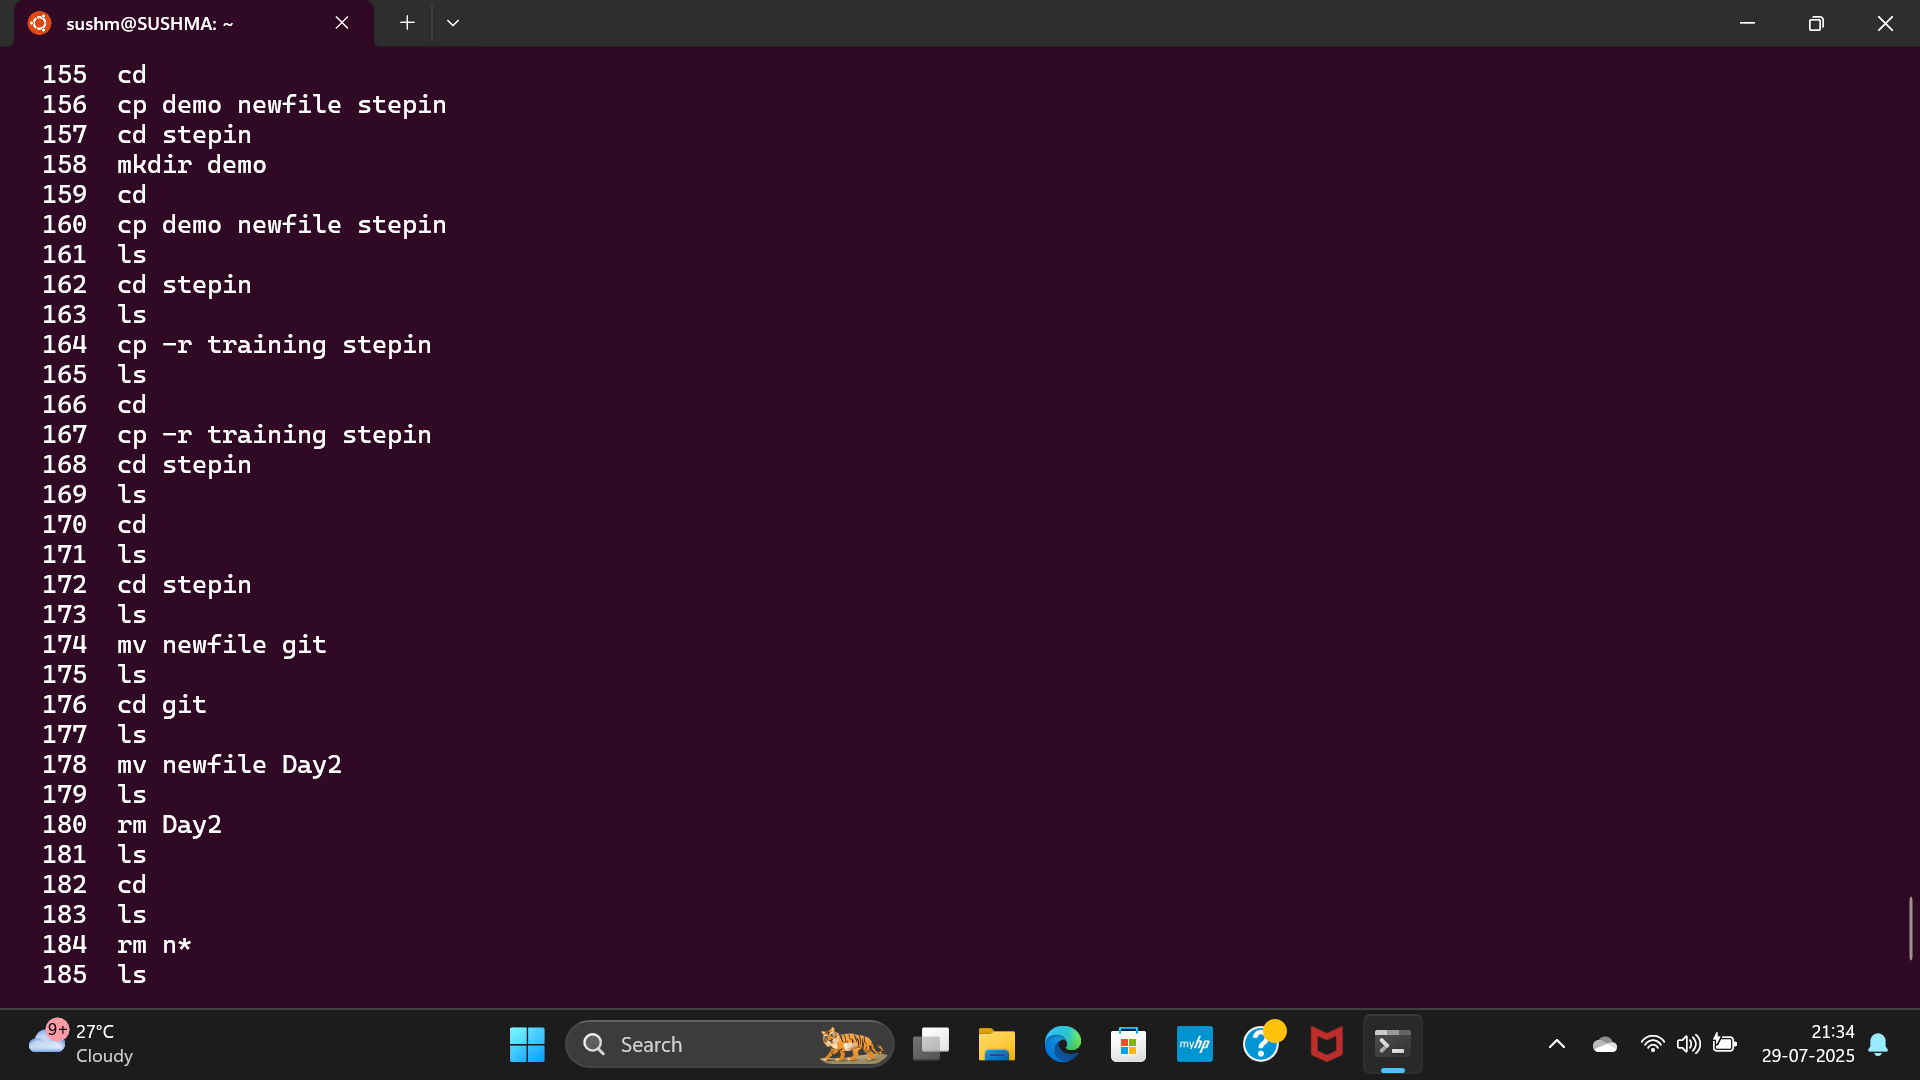 sushm@SUSHMA: ~
155 cd
156 cp demo newfile stepin
157 cd stepin
158 mkdir demo
159 cd
160 cp demo newfile stepin
161 ls
162 cd stepin
163 ls
164 cp -r training stepin
165 ls
166 cd
167 cp -r training stepin
168 cd stepin
169 ls
170 cd
171 ls
172 cd stepin
173 ls
174 mv newfile git
175 ls
176 cd git
177 ls
178 mv newfile Day2
179 ls
180 rm Day2
181 ls
182 cd
183 ls
184 rm n*
185 ls
9+
27°C
Cloudy
Search
myhp
?
21:34
29-07-2025